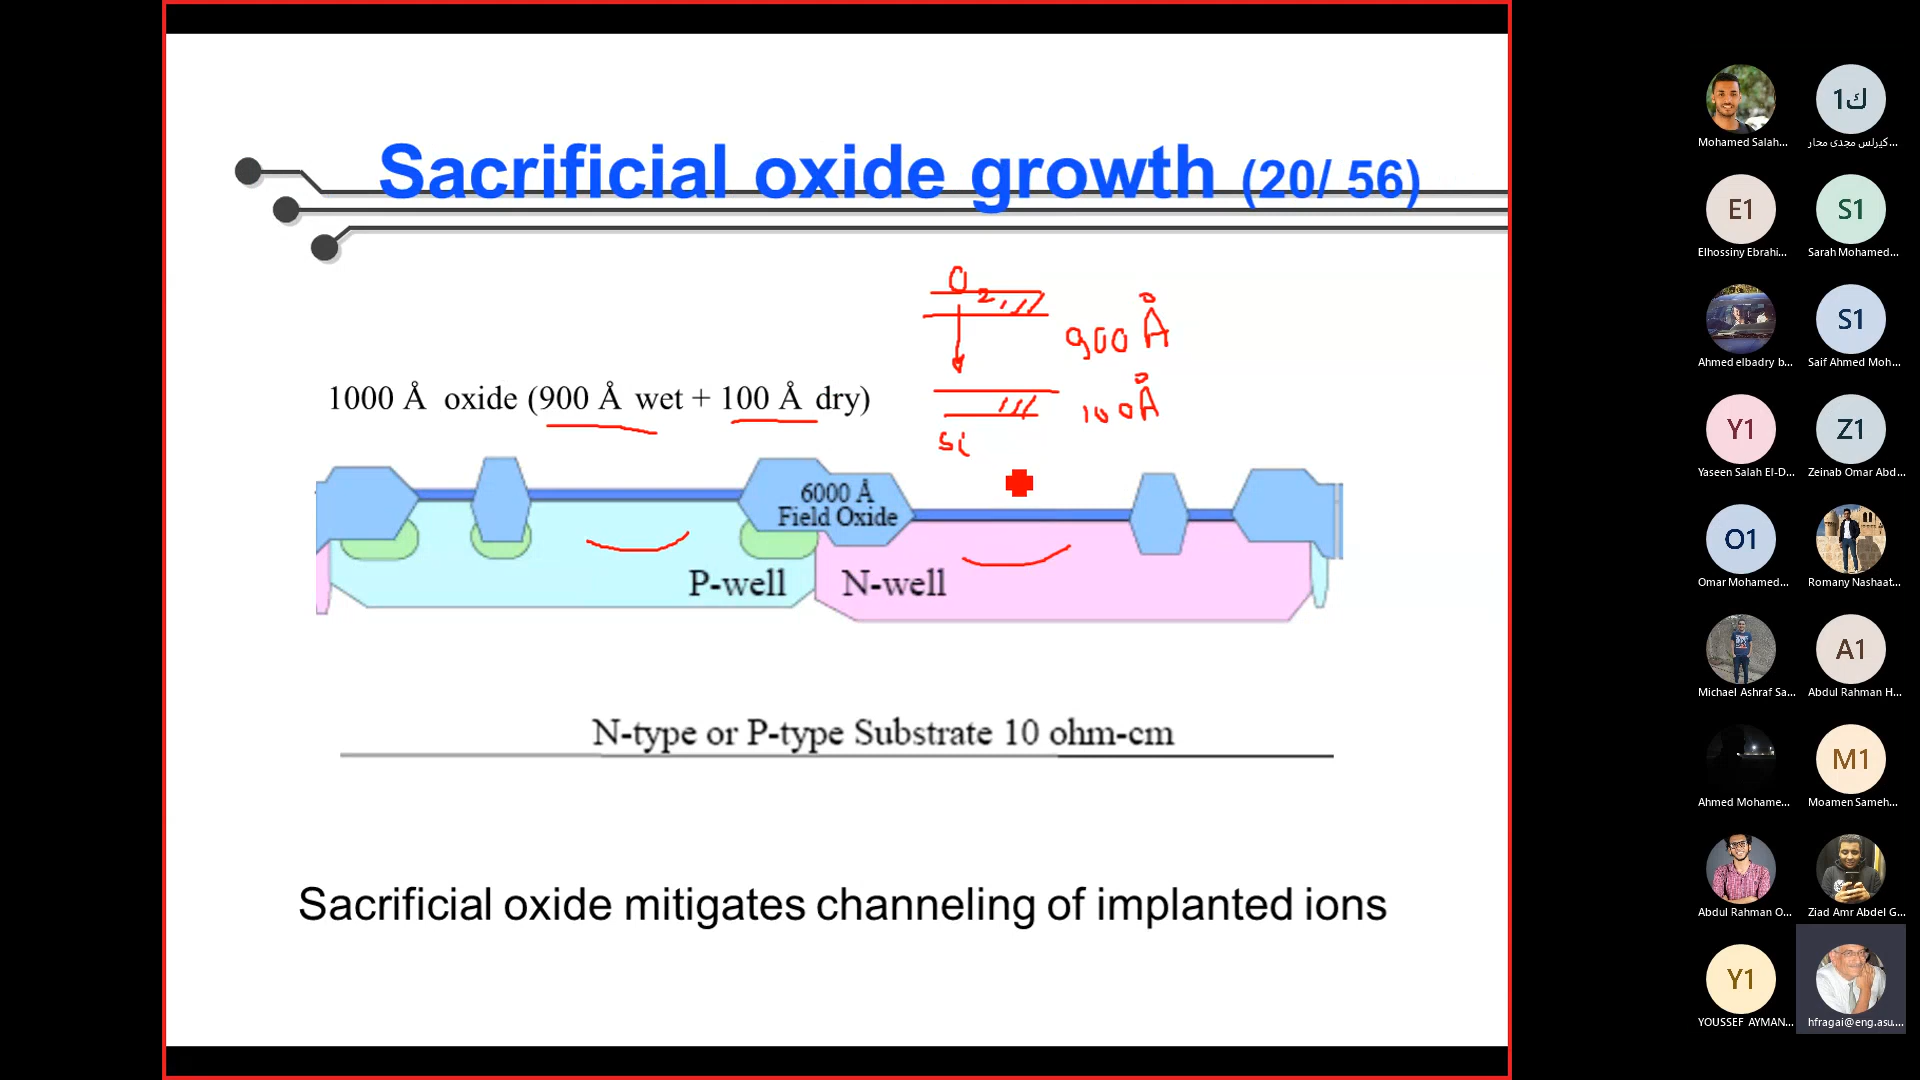 Sacrificial oxide growth (20/ 56)
O2
900 Å
1000 Å oxide (900 Å wet + 100 Å dry)
100 Å
Si
6000 Å
Field Oxide
P-well
N-well
N-type or P-type Substrate 10 ohm-cm
Sacrificial oxide mitigates channeling of implanted ions
1ك
Mohamed Salah...
كيرلس مجدى محار...
E1
S1
Elhossiny Ebrahi...
Sarah Mohamed...
S1
Ahmed elbadry b...
Saif Ahmed Moh...
Y1
Z1
Yaseen Salah El-D...
Zeinab Omar Abd...
O1
Omar Mohamed...
Romany Nashaat...
A1
Michael Ashraf Sa...
Abdul Rahman H...
M1
Ahmed Mohame...
Moamen Sameh...
Abdul Rahman O...
Ziad Amr Abdel G...
Y1
YOUSSEF AYMAN...
hfragai@eng.asu....